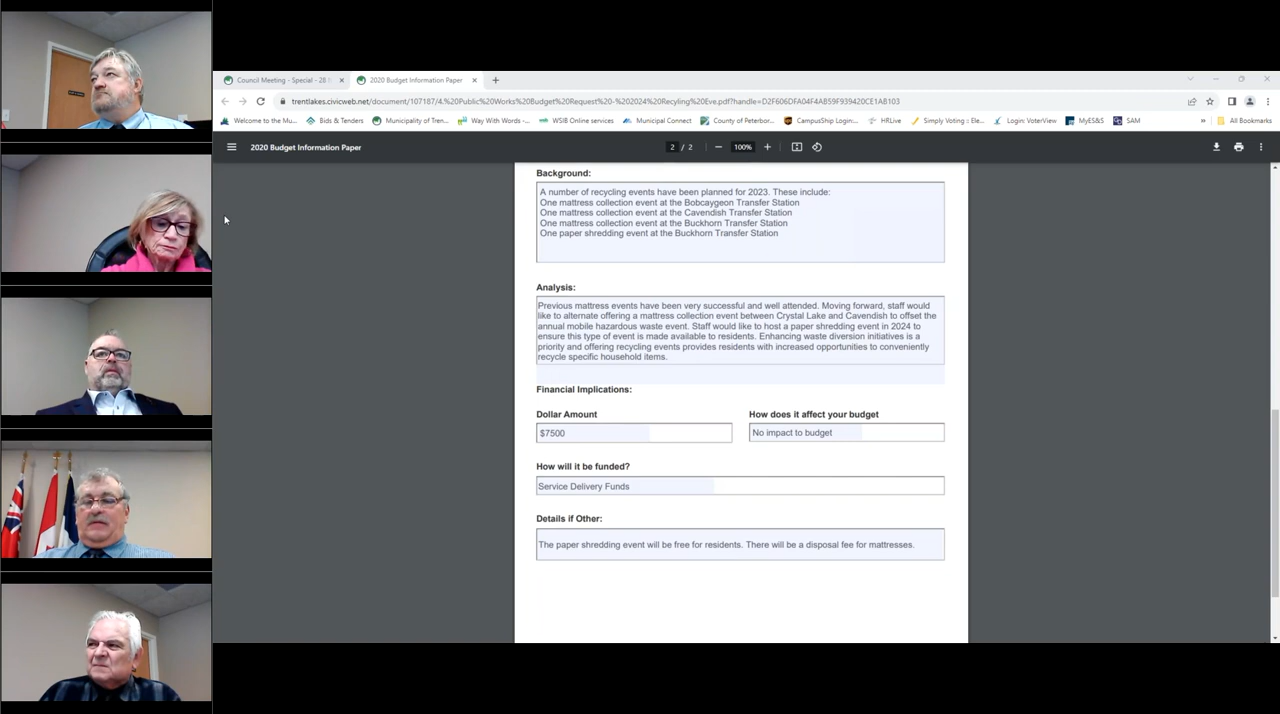 Council Meeting - Special - 28
2020 Budget Information Paper
trentlakes.civicweb.net/document/107187/4.%20Public%20Works%20Budget%20Request%20-%202024%20Recyling%20Eve.pdf?handle=D2F606DFA04F4AB59F939420CE1AB103
Welcome to the Mu... Bids & Tenders Municipality of Tren... Way With Words -... WSIB Online services Municipal Connect County of Peterbor... CampusShip Login:... HRLive Simply Voting :: Ele... Login: VoterView MyES&S SAM » All Bookmarks
2020 Budget Information Paper 2 / 2 100%
Background:
A number of recycling events have been planned for 2023. These include:
One mattress collection event at the Bobcaygeon Transfer Station
One mattress collection event at the Cavendish Transfer Station
One mattress collection event at the Buckhorn Transfer Station
One paper shredding event at the Buckhorn Transfer Station
Analysis:
Previous mattress events have been very successful and well attended. Moving forward, staff would
like to alternate offering a mattress collection event between Crystal Lake and Cavendish to offset the
annual mobile hazardous waste event. Staff would like to host a paper shredding event in 2024 to
ensure this type of event is made available to residents. Enhancing waste diversion initiatives is a
priority and offering recycling events provides residents with increased opportunities to conveniently
recycle specific household items.
Financial Implications:
Dollar Amount
$7500
How does it affect your budget
No impact to budget
How will it be funded?
Service Delivery Funds
Details if Other:
The paper shredding event will be free for residents. There will be a disposal fee for mattresses.